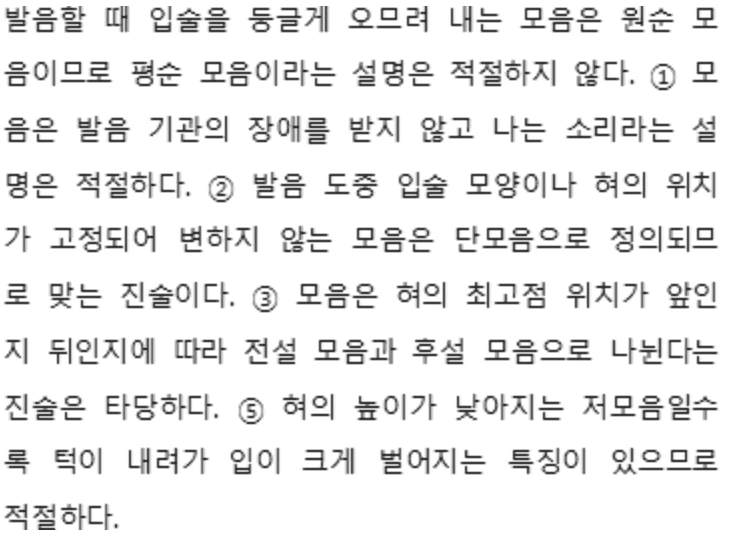 발음할 때 입술을 둥글게 오므려 내는 모음은 원순 모
음이므로 평순 모음이라는 설명은 적절하지 않다. ① 모
음은 발음 기관의 장애를 받지 않고 나는 소리라는 설
명은 적절하다. ② 발음 도중 입술 모양이나 혀의 위치
가 고정되어 변하지 않는 모음은 단모음으로 정의되므
로 맞는 진술이다. ③ 모음은 혀의 최고점 위치가 앞인
지 뒤인지에 따라 전설 모음과 후설 모음으로 나뉜다는
진술은 타당하다. ⑤ 혀의 높이가 낮아지는 저모음일수
록 턱이 내려가 입이 크게 벌어지는 특징이 있으므로
적절하다.